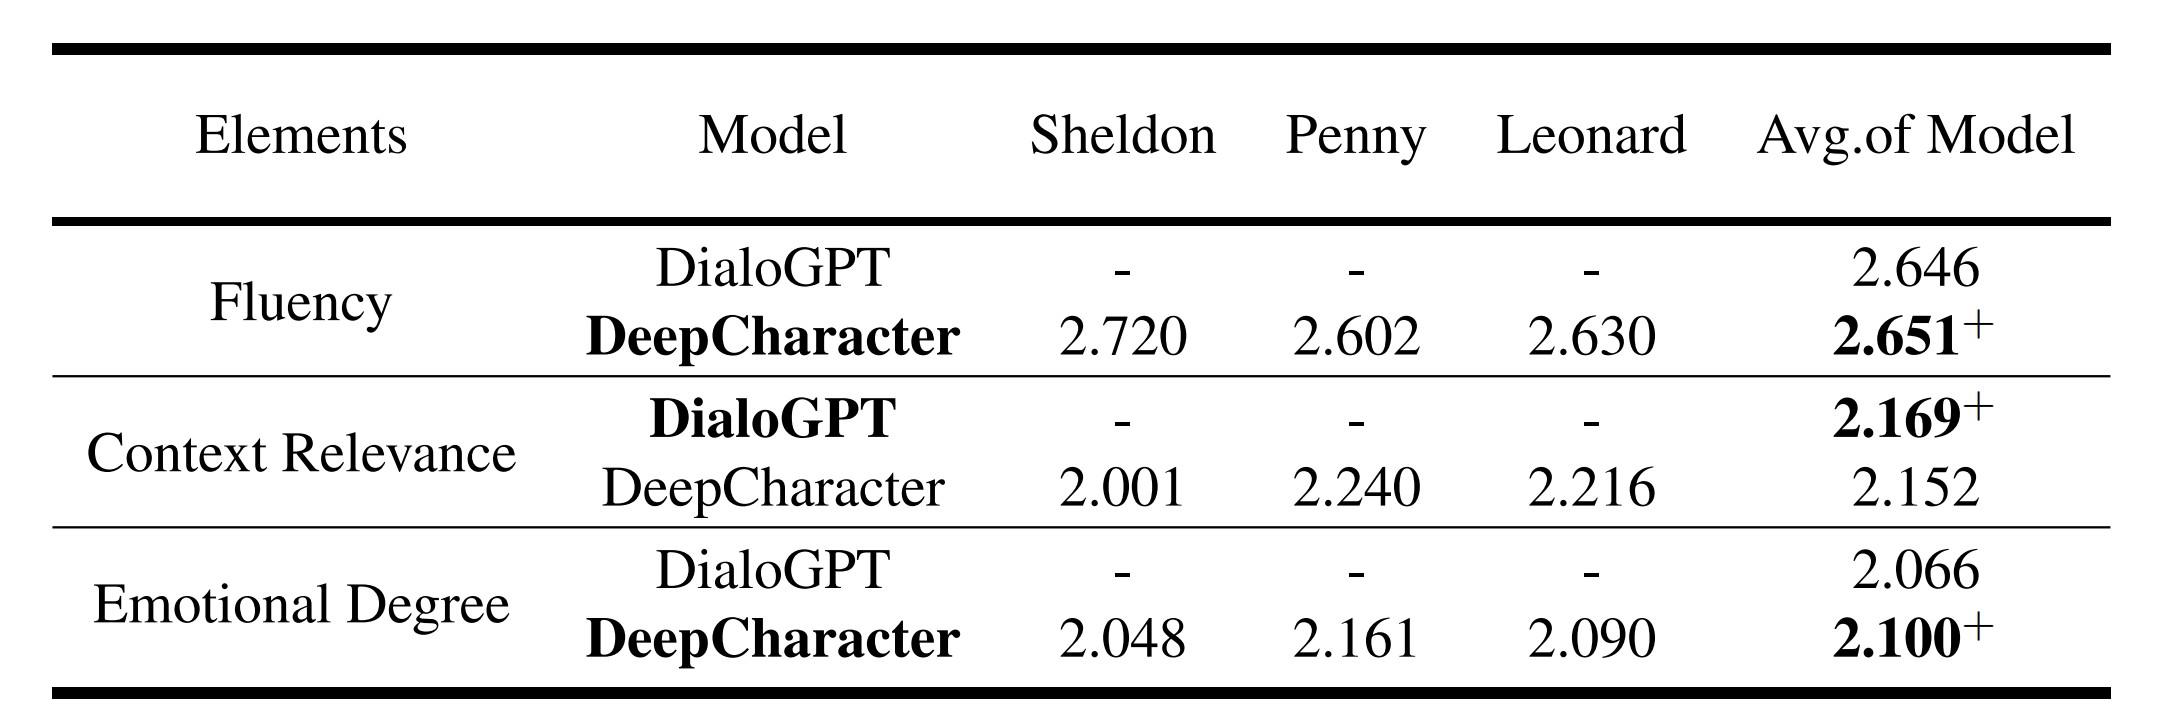 Elements Model Sheldon Penny Leonard Avg.of Model
Fluency DialoGPT - - - 2.646
DeepCharacter 2.720 2.602 2.630 2.651+
Context Relevance DialoGPT - - - 2.169+
DeepCharacter 2.001 2.240 2.216 2.152
Emotional Degree DialoGPT - - - 2.066
DeepCharacter 2.048 2.161 2.090 2.100+